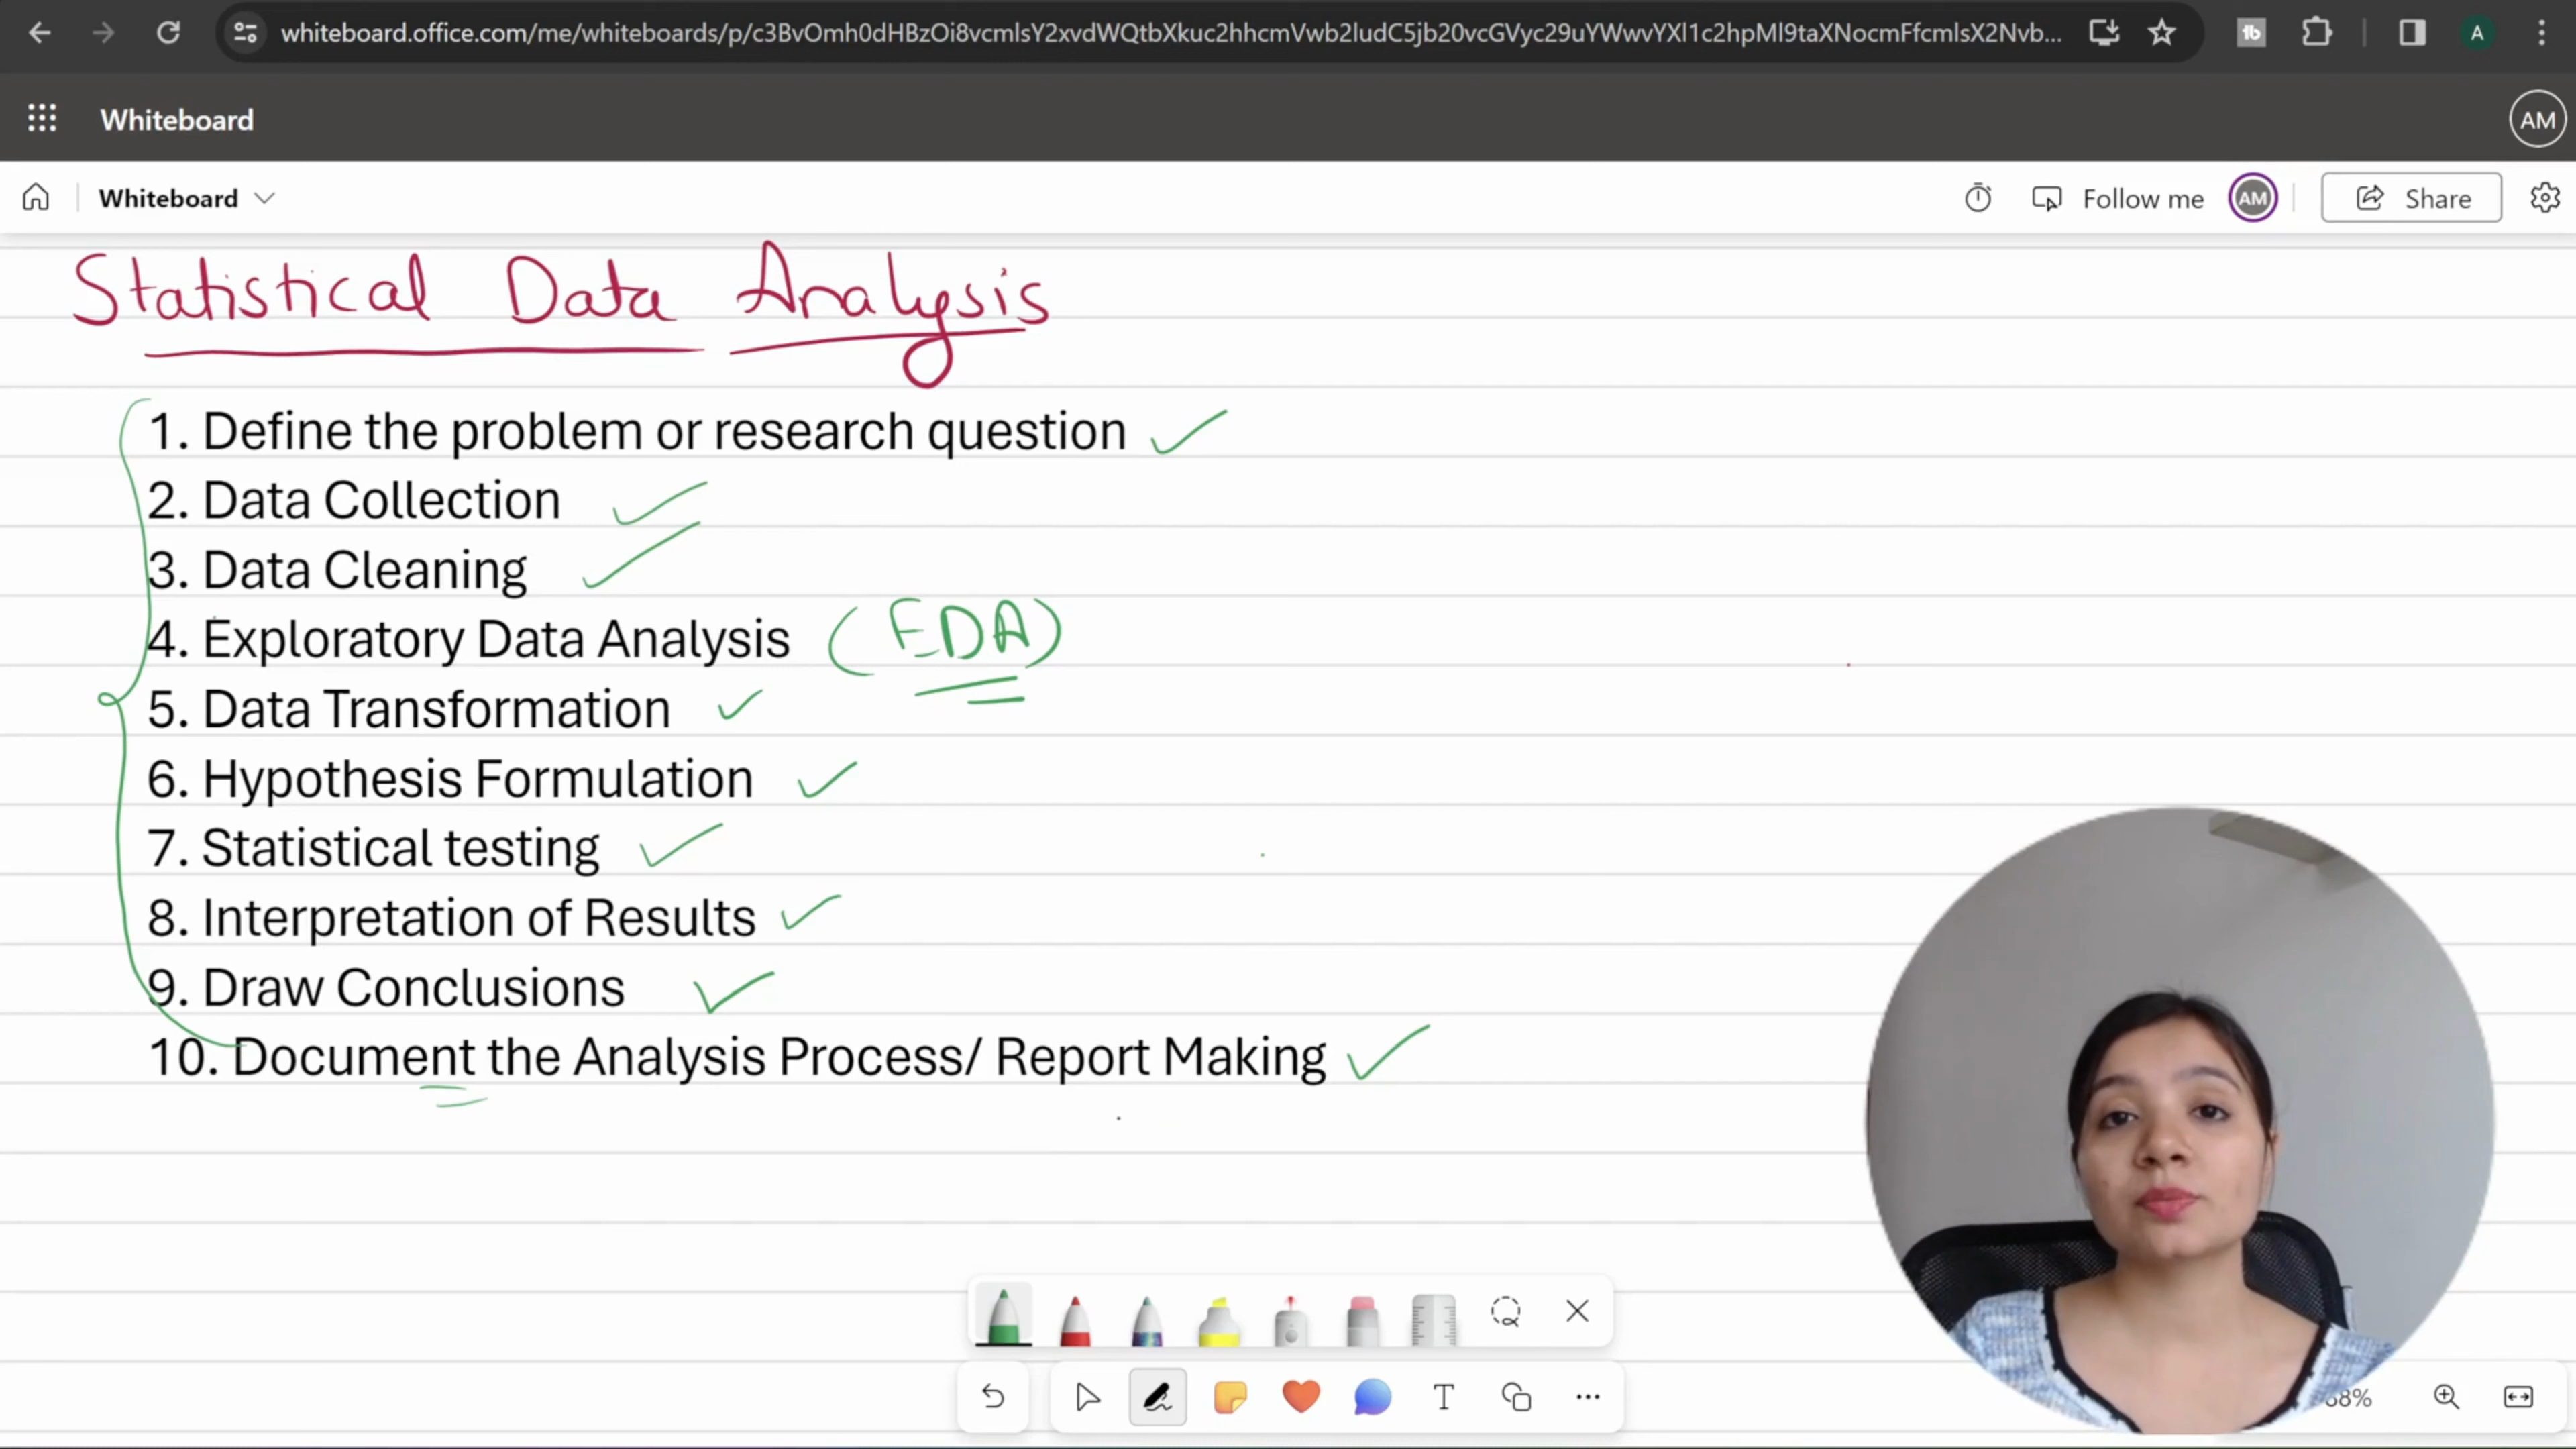 whiteboard.office.com/me/whiteboards/p/c3BvOmh0dHBzOi8vcmlsY2xvdWQtbXkuc2hhcmVwb2ludC5jb20vcGVyc29uYWwvYXl1c2hpMl9taXNocmFfcmlsX2Nvb...
A
Whiteboard
AM
Whiteboard
Follow me
AM
Share
Statistical Data Analysis
1. Define the problem or research question
2. Data Collection
3. Data Cleaning
4. Exploratory Data Analysis (EDA)
5. Data Transformation
6. Hypothesis Formulation
7. Statistical testing
8. Interpretation of Results
9. Draw Conclusions
10. Document the Analysis Process/ Report Making